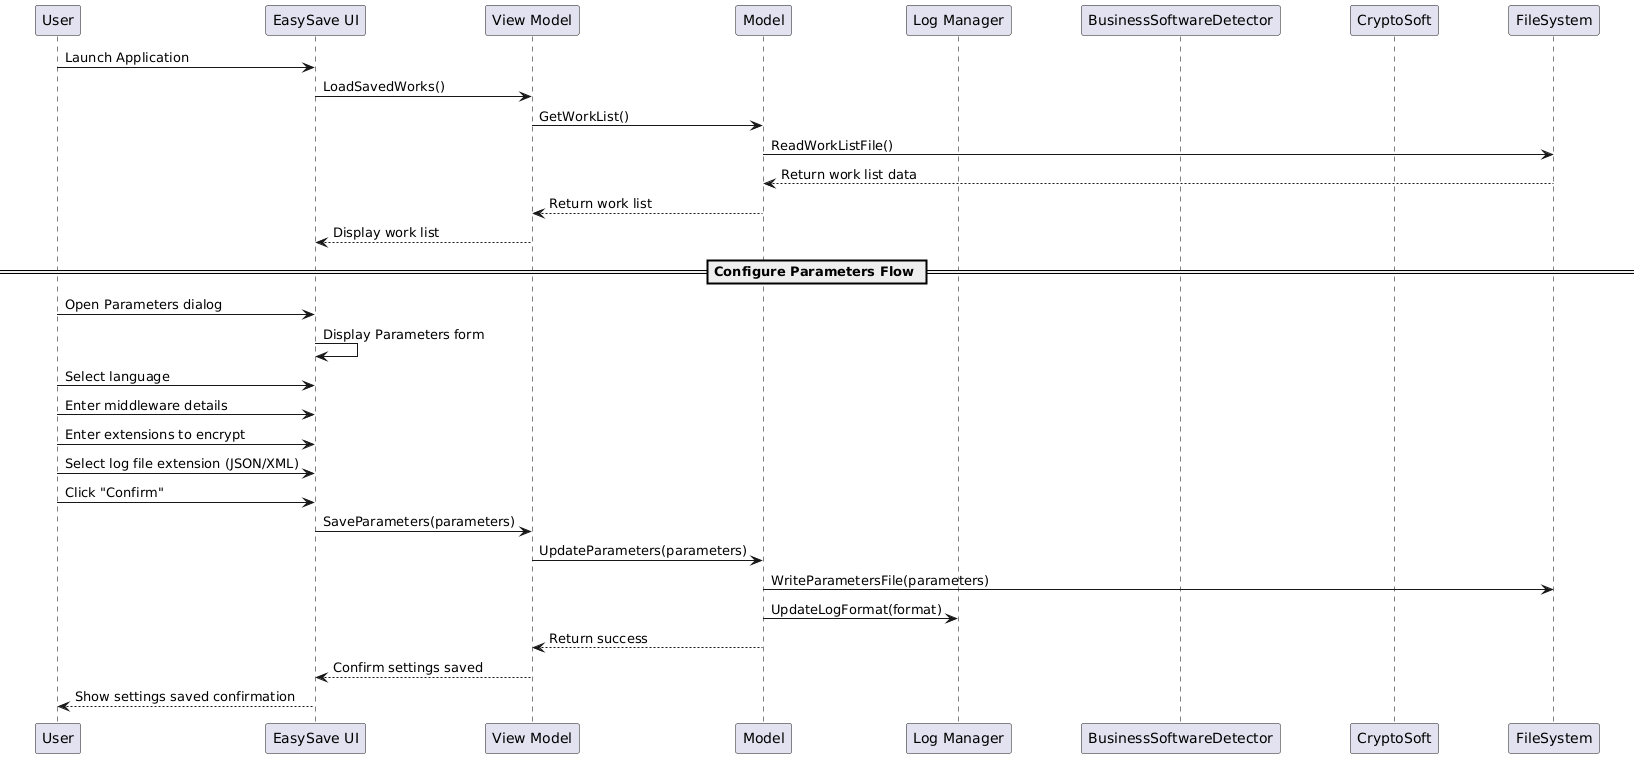 User
EasySave UI
View Model
Model
Log Manager
BusinessSoftwareDetector
CryptoSoft
FileSystem
Launch Application
LoadSavedWorks()
GetWorkList()
ReadWorkListFile()
Return work list data
Return work list
Display work list
Configure Parameters Flow
Open Parameters dialog
Display Parameters form
Select language
Enter middleware details
Enter extensions to encrypt
Select log file extension (JSON/XML)
Click "Confirm"
SaveParameters(parameters)
UpdateParameters(parameters)
WriteParametersFile(parameters)
UpdateLogFormat(format)
Return success
Confirm settings saved
Show settings saved confirmation
User
EasySave UI
View Model
Model
Log Manager
BusinessSoftwareDetector
CryptoSoft
FileSystem